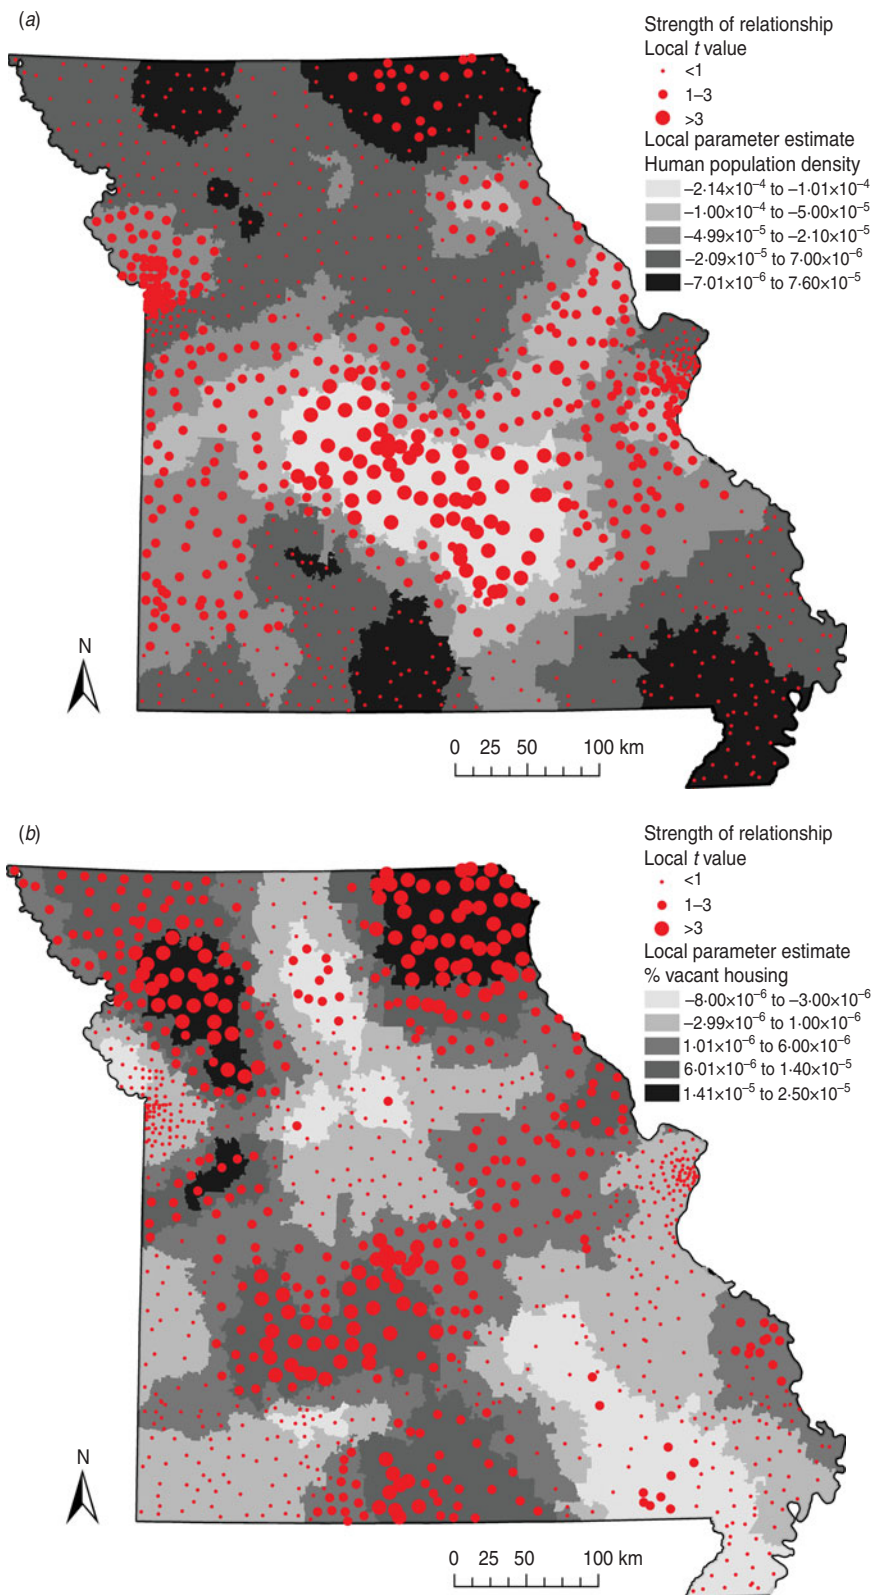 (a)
Strength of relationship
Local t value
<1
1–3
>3
Local parameter estimate
Human population density
−2·14×10⁻⁴ to −1·01×10⁻⁴
−1·00×10⁻⁴ to −5·00×10⁻⁵
−4·99×10⁻⁵ to −2·10×10⁻⁵
−2·09×10⁻⁵ to 7·00×10⁻⁶
−7·01×10⁻⁶ to 7·60×10⁻⁵
N
0 25 50 100 km
(b)
Strength of relationship
Local t value
<1
1–3
>3
Local parameter estimate
% vacant housing
−8·00×10⁻⁶ to −3·00×10⁻⁶
−2·99×10⁻⁶ to 1·00×10⁻⁶
1·01×10⁻⁶ to 6·00×10⁻⁶
6·01×10⁻⁶ to 1·40×10⁻⁵
1·41×10⁻⁵ to 2·50×10⁻⁵
N
0 25 50 100 km